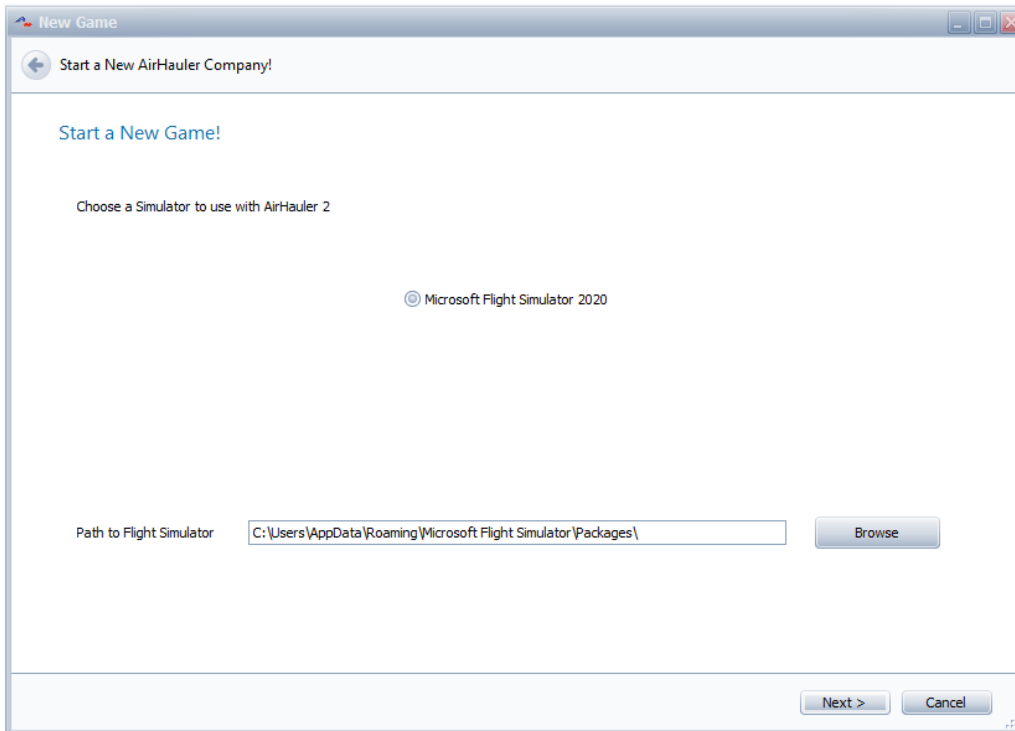 New Game
Start a New AirHauler Company!
Start a New Game!
Choose a Simulator to use with AirHauler 2
Microsoft Flight Simulator 2020
Path to Flight Simulator C:\Users\AppData\Roaming\Microsoft Flight Simulator\Packages\ Browse
Next > Cancel